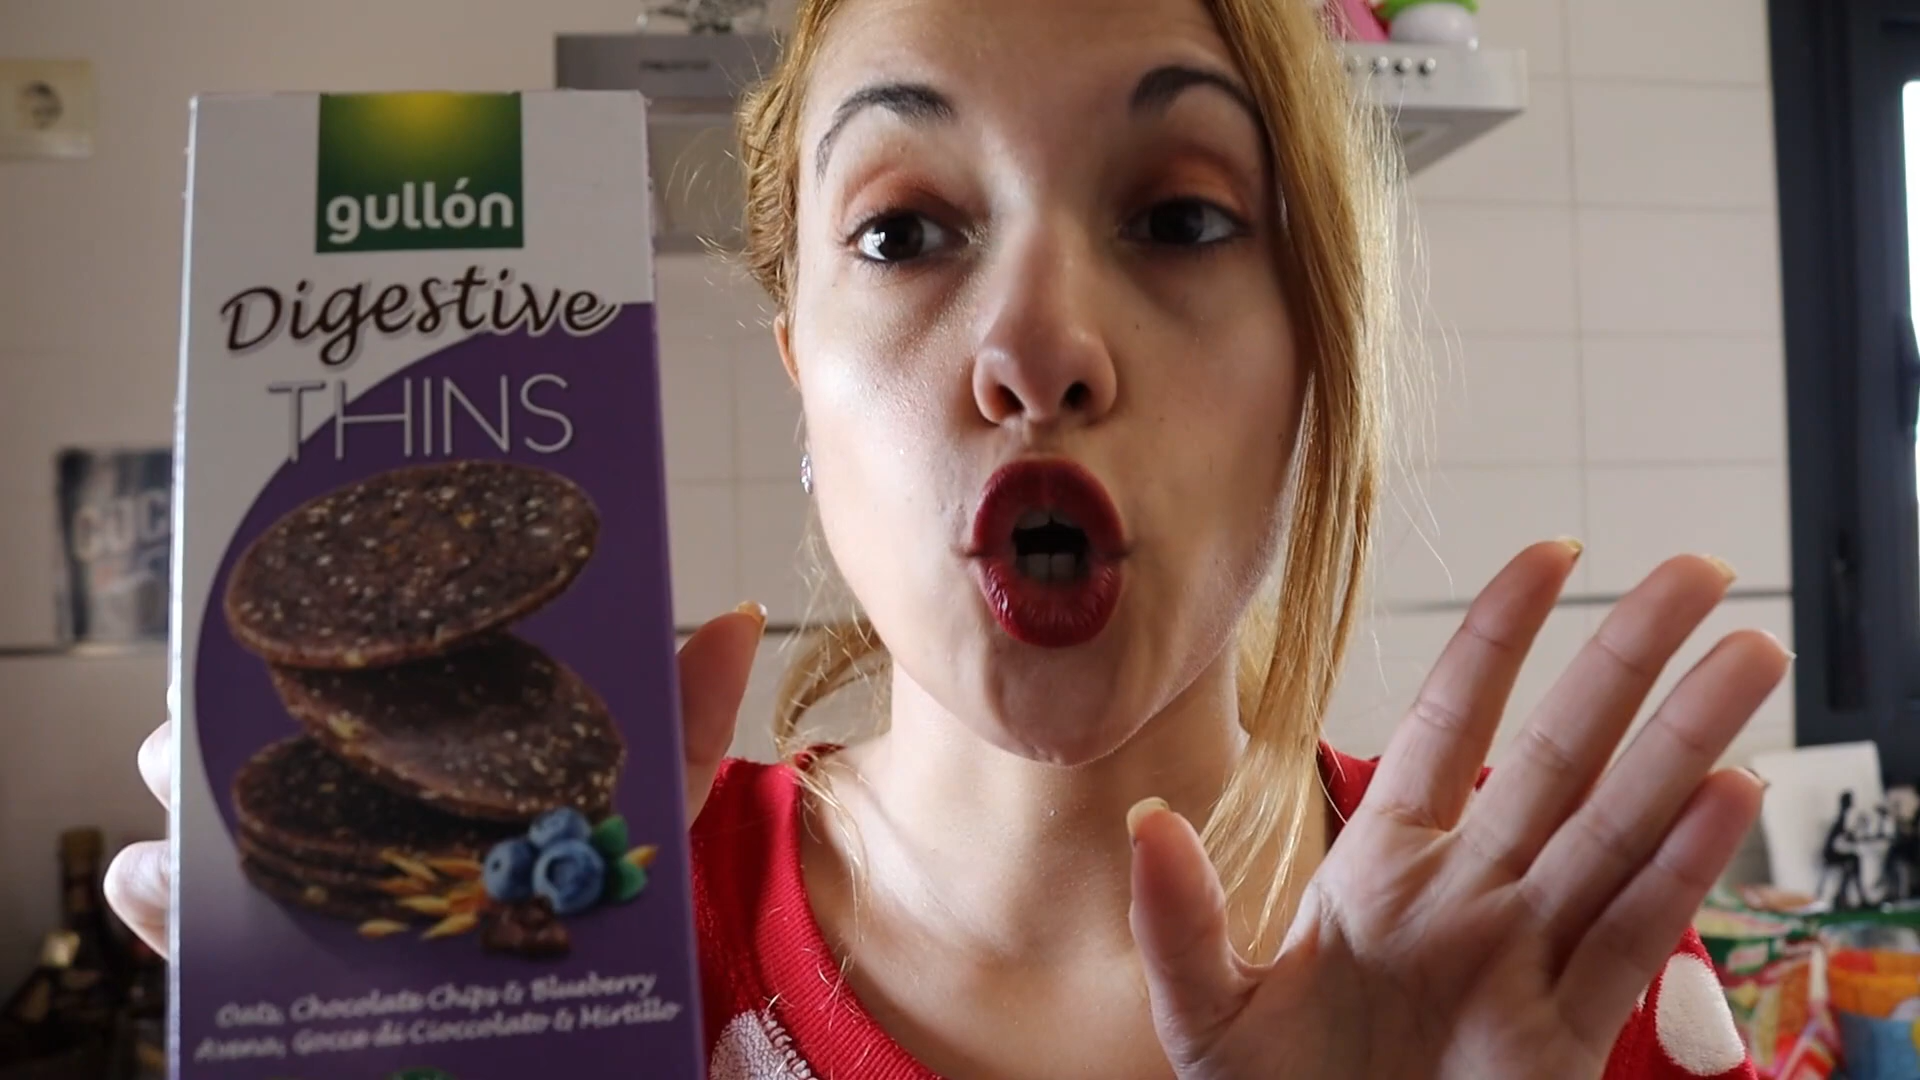 gullón
Digestive
THINS
Oats, Chocolate Chips & Blueberry
Avena, Gocce di Cioccolato & Mirtillo